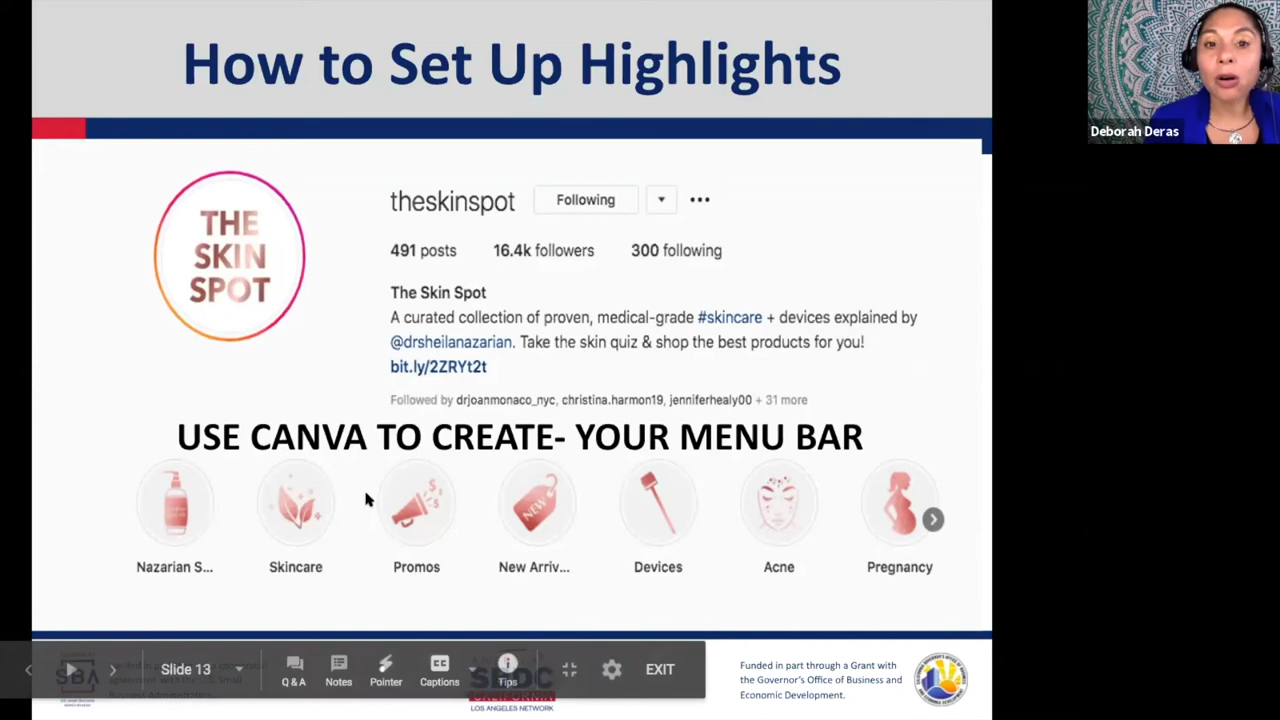 How to Set Up Highlights
Deborah Deras
THE
SKIN
SPOT
theskinspot Following
491 posts 16.4k followers 300 following
The Skin Spot
A curated collection of proven, medical-grade #skincare + devices explained by
@drsheilanazarian. Take the skin quiz & shop the best products for you!
bit.ly/2ZRYt2t
Followed by drjoanmonaco_nyc, christina.harmon19, jenniferhealy00 + 31 more
USE CANVA TO CREATE- YOUR MENU BAR
NEW
Nazarian S... Skincare Promos New Arriv... Devices Acne Pregnancy
Slide 13
Q & A Notes Pointer Captions Tips EXIT
SBA
CALIFORNIA
LOS ANGELES NETWORK
Funded in part through a Grant with
the Governor's Office of Business and
Economic Development.